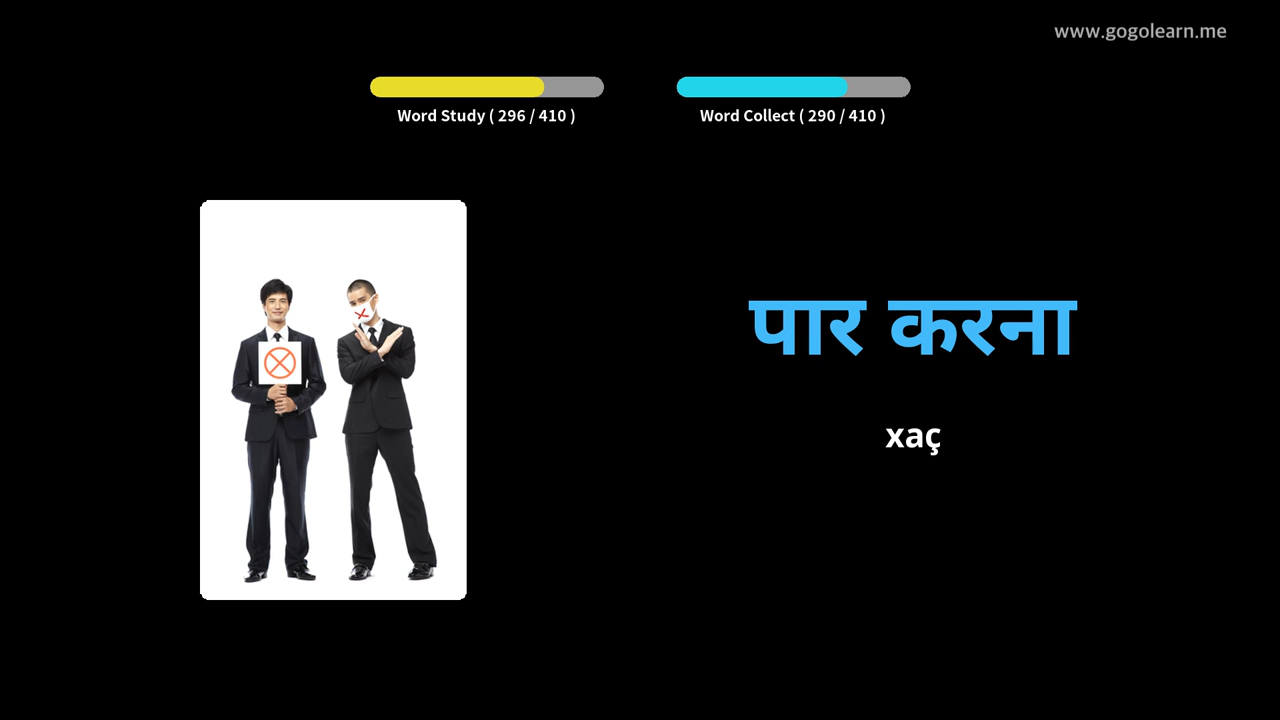 www.gogolearn.me
Word Study ( 296 / 410 )
Word Collect ( 290 / 410 )
पार करना
xaç